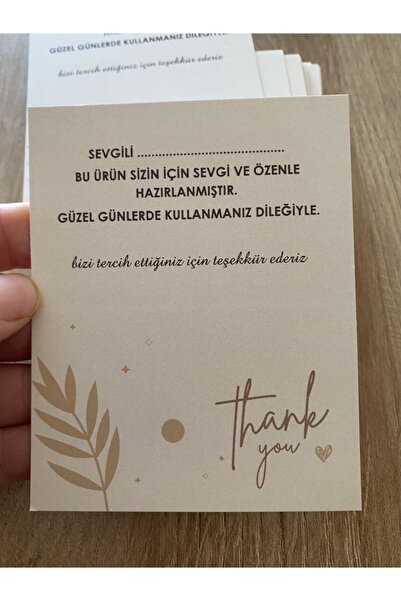 GÜZEL GÜNLERDE KULLANMANIZ DİLEĞİYLE.
bizi tercih ettiğiniz için teşekkür ederiz
SEVGİLİ .......................................
BU ÜRÜN SİZİN İÇİN SEVGİ VE ÖZENLE
HAZIRLANMIŞTIR.
GÜZEL GÜNLERDE KULLANMANIZ DİLEĞİYLE.
bizi tercih ettiğiniz için teşekkür ederiz
thank
you